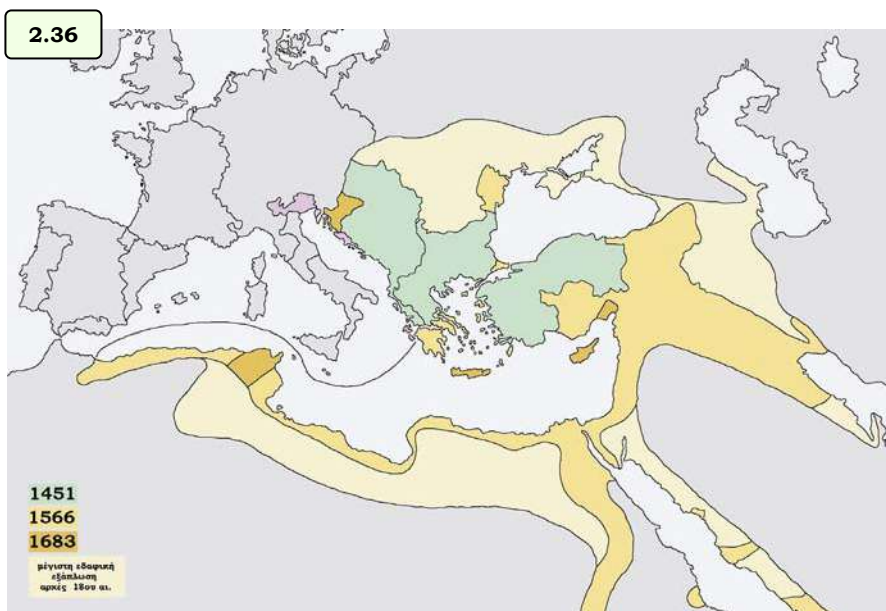 2.36
1451
1566
1683
μέγιστη εδαφική
εξάπλωση
αρχές 18ου αι.